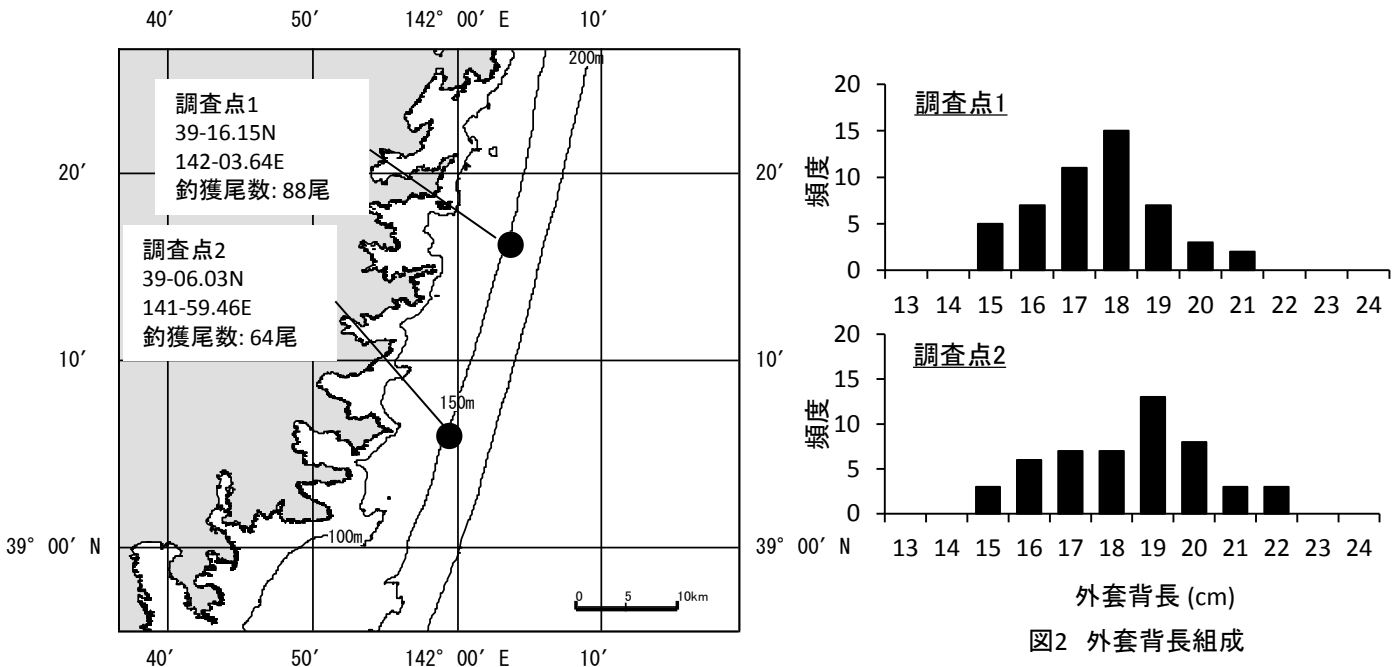 40′ 50′ 142° 00′ E 10′
200m
調査点1
39-16.15N
142-03.64E
釣獲尾数: 88尾
20′ 20′
調査点2
39-06.03N
141-59.46E
釣獲尾数: 64尾
10′ 10′
150m
100m
39° 00′ N 39° 00′ N
0 5 10km
40′ 50′ 142° 00′ E 10′
調査点1
頻度
20
15
10
5
0
13 14 15 16 17 18 19 20 21 22 23 24
調査点2
頻度
20
15
10
5
0
13 14 15 16 17 18 19 20 21 22 23 24
外套背長 (cm)
図2 外套背長組成